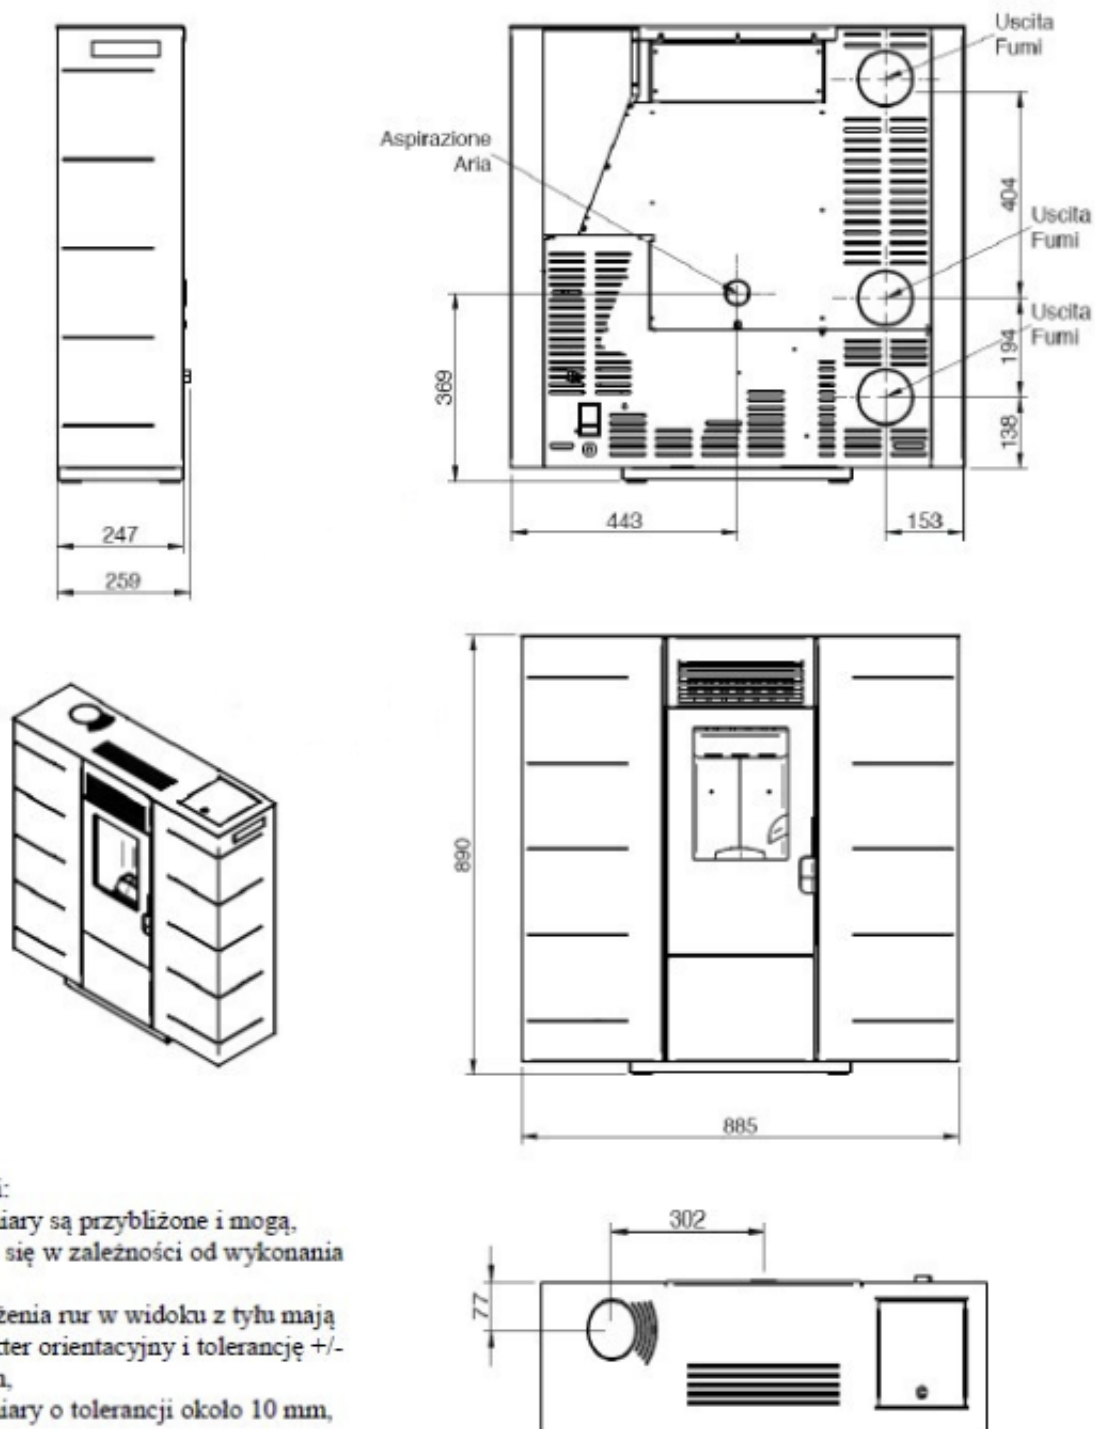 Uscita
Fumi
Aspirazione
Aria
404
Uscita
Fumi
Uscita
Fumi
194
369
138
443
153
247
259
890
885
i:
iary są przybliżone i mogą,
się w zależności od wykonania
żenia rur w widoku z tyłu mają
kter orientacyjny i tolerancję +/-
n,
iary o tolerancji około 10 mm,
302
77